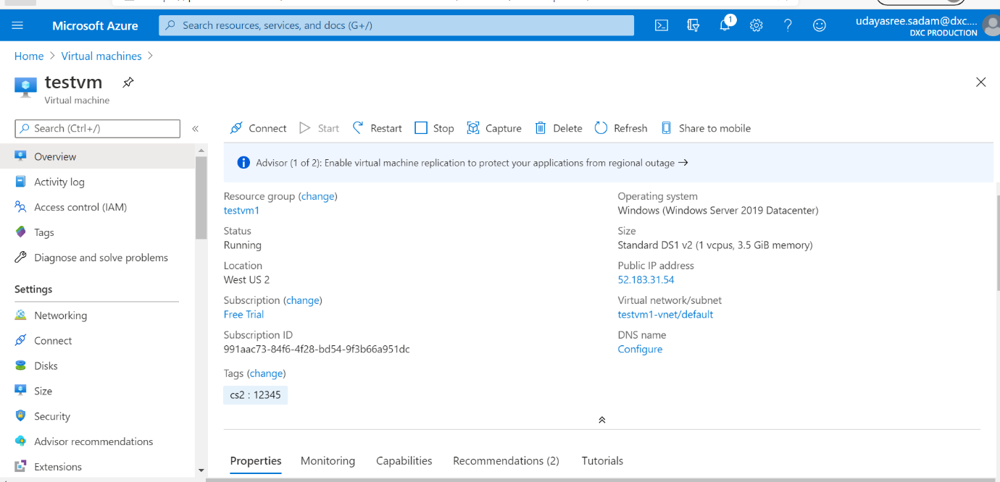 Microsoft Azure
Search resources, services, and docs (G+/)
1
udayasree.sadam@dxc....
DXC PRODUCTION
Home > Virtual machines >
testvm
Virtual machine
Search (Ctrl+/)
«
Connect Start Restart Stop Capture Delete Refresh Share to mobile
Overview
Activity log
Access control (IAM)
Tags
Diagnose and solve problems
Settings
Networking
Connect
Disks
Size
Security
Advisor recommendations
Extensions
Advisor (1 of 2): Enable virtual machine replication to protect your applications from regional outage →
Resource group (change)
testvm1
Status
Running
Location
West US 2
Subscription (change)
Free Trial
Subscription ID
991aac73-84f6-4f28-bd54-9f3b66a951dc
Tags (change)
cs2 : 12345
Operating system
Windows (Windows Server 2019 Datacenter)
Size
Standard DS1 v2 (1 vcpus, 3.5 GiB memory)
Public IP address
52.183.31.54
Virtual network/subnet
testvm1-vnet/default
DNS name
Configure
Properties Monitoring Capabilities Recommendations (2) Tutorials